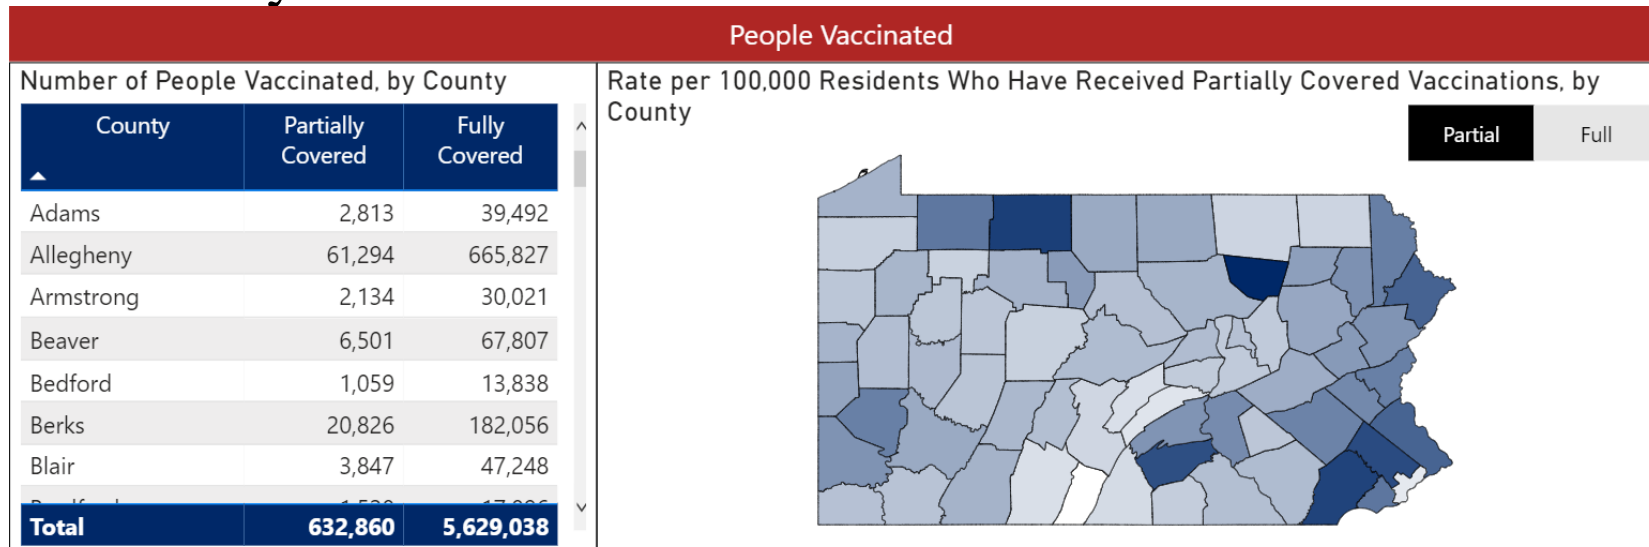 People Vaccinated
Number of People Vaccinated, by County
County Partially Covered Fully Covered
Adams 2,813 39,492
Allegheny 61,294 665,827
Armstrong 2,134 30,021
Beaver 6,501 67,807
Bedford 1,059 13,838
Berks 20,826 182,056
Blair 3,847 47,248
Total 632,860 5,629,038
Rate per 100,000 Residents Who Have Received Partially Covered Vaccinations, by
County
Partial Full